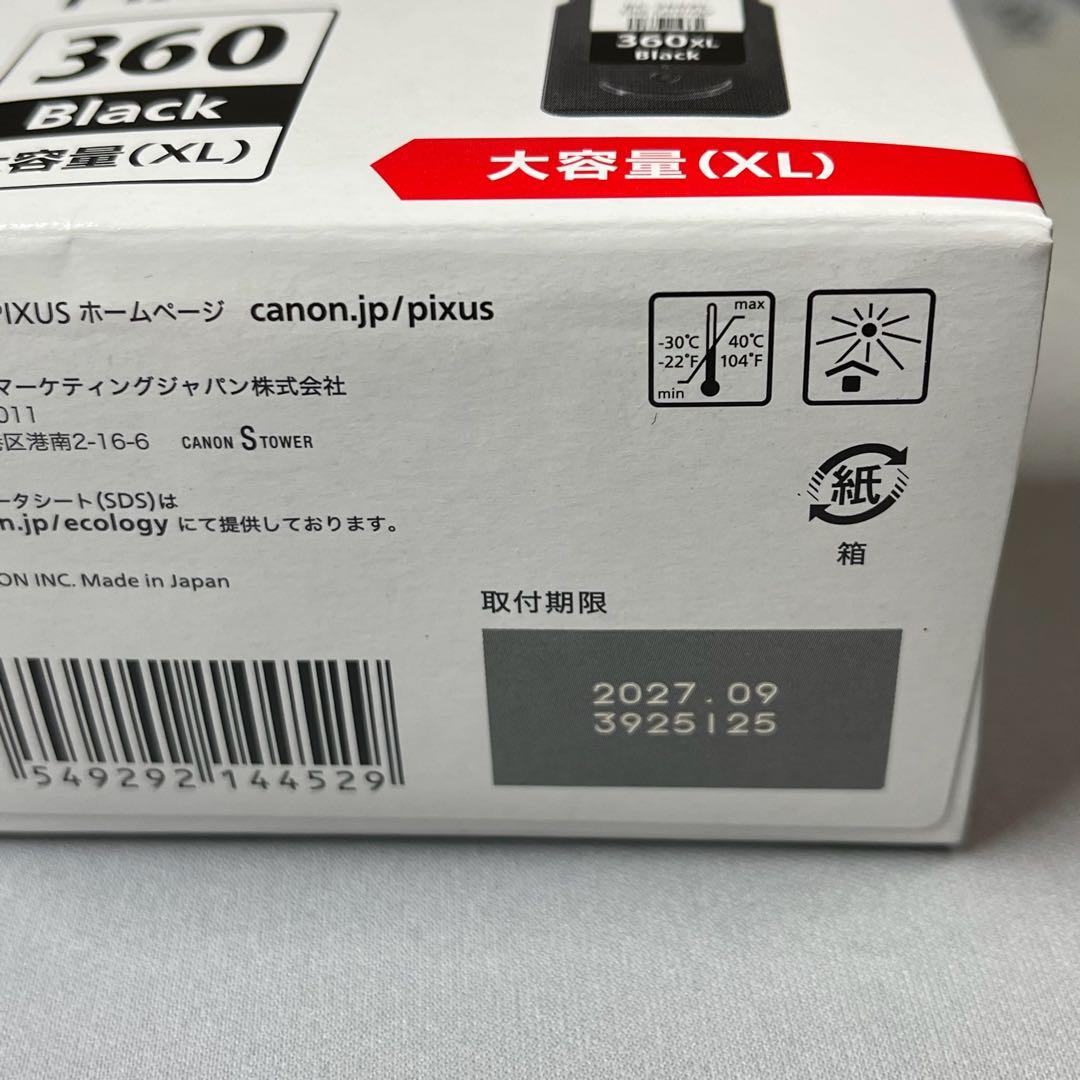 360
Black
容量(XL)
360XL
Black
大容量(XL)
PIXUS ホームページ canon.jp/pixus
マーケティングジャパン株式会社
011
区港南2-16-6 CANON S TOWER
ータシート(SDS)は
n.jp/ecology にて提供しております。
ON INC. Made in Japan
max
-30℃ 40℃
-22°F 104°F
min
紙
箱
取付期限
2027.09
3925125
549292 144529